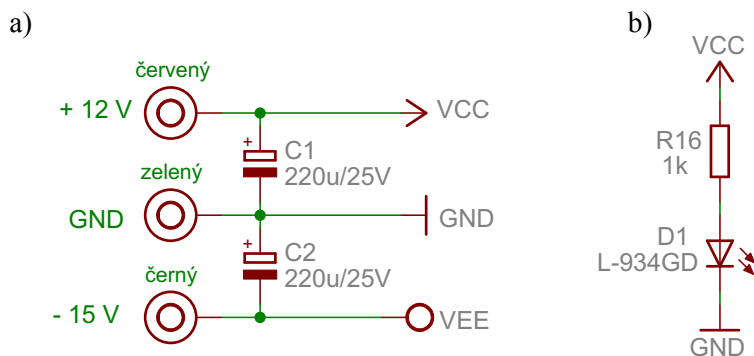 a)
červený
+ 12 V
VCC
+
C1
220u/25V
zelený
GND
GND
+
C2
220u/25V
černý
- 15 V
VEE
b)
VCC
R16
1k
D1
L-934GD
GND